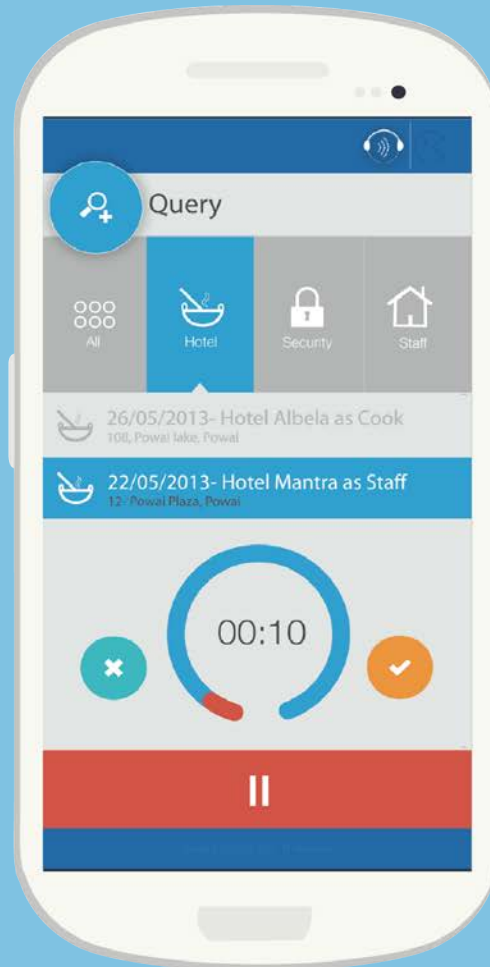 Query
All
Hotel
Security
Staff
26/05/2013- Hotel Albela as Cook
108, Powai lake, Powai
22/05/2013- Hotel Mantra as Staff
12- Powai Plaza, Powai
00:10